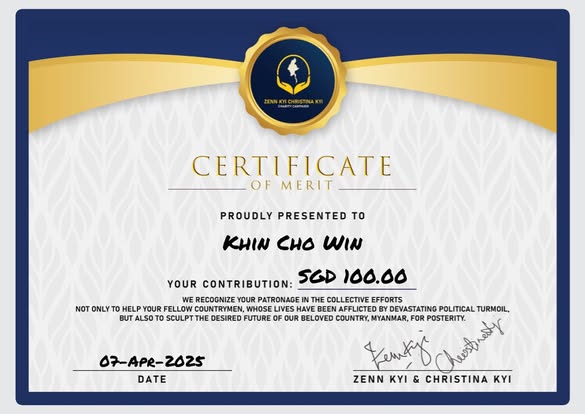 ZENN KYI CHRISTINA KYI
CHARITY CAMPAIGN
CERTIFICATE
OF MERIT
PROUDLY PRESENTED TO
Khin Cho Win
YOUR CONTRIBUTION: SGD 100.00
WE RECOGNIZE YOUR PATRONAGE IN THE COLLECTIVE EFFORTS
NOT ONLY TO HELP YOUR FELLOW COUNTRYMEN, WHOSE LIVES HAVE BEEN AFFLICTED BY DEVASTATING POLITICAL TURMOIL,
BUT ALSO TO SCULPT THE DESIRED FUTURE OF OUR BELOVED COUNTRY, MYANMAR, FOR POSTERITY.
07-Apr-2025
DATE
ZENN KYI & CHRISTINA KYI